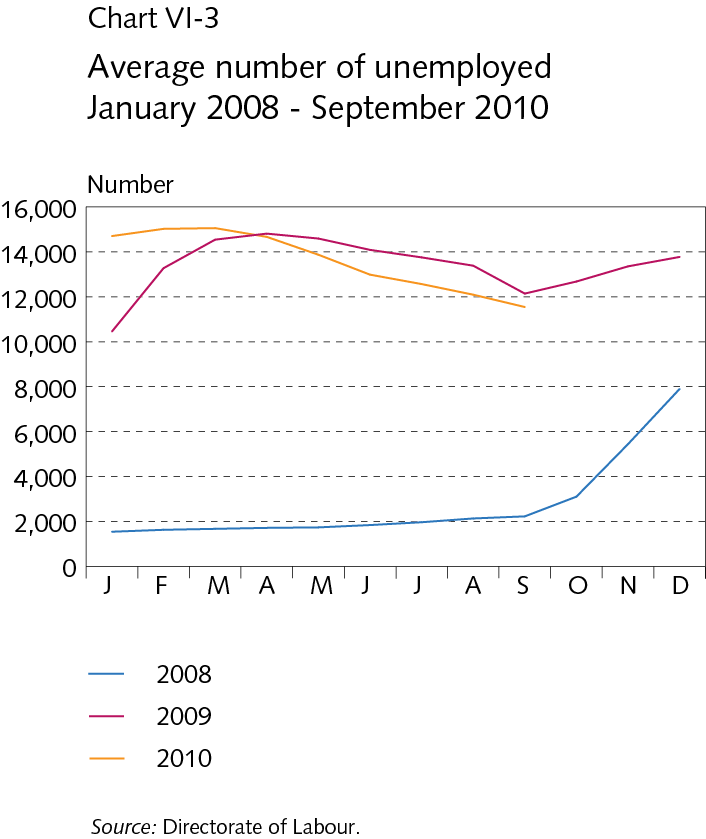 Chart VI-3
Average number of unemployed
January 2008 - September 2010
Number
16,000
14,000
12,000
10,000
8,000
6,000
4,000
2,000
0
J F M A M J J A S O N D
2008
2009
2010
Source: Directorate of Labour.